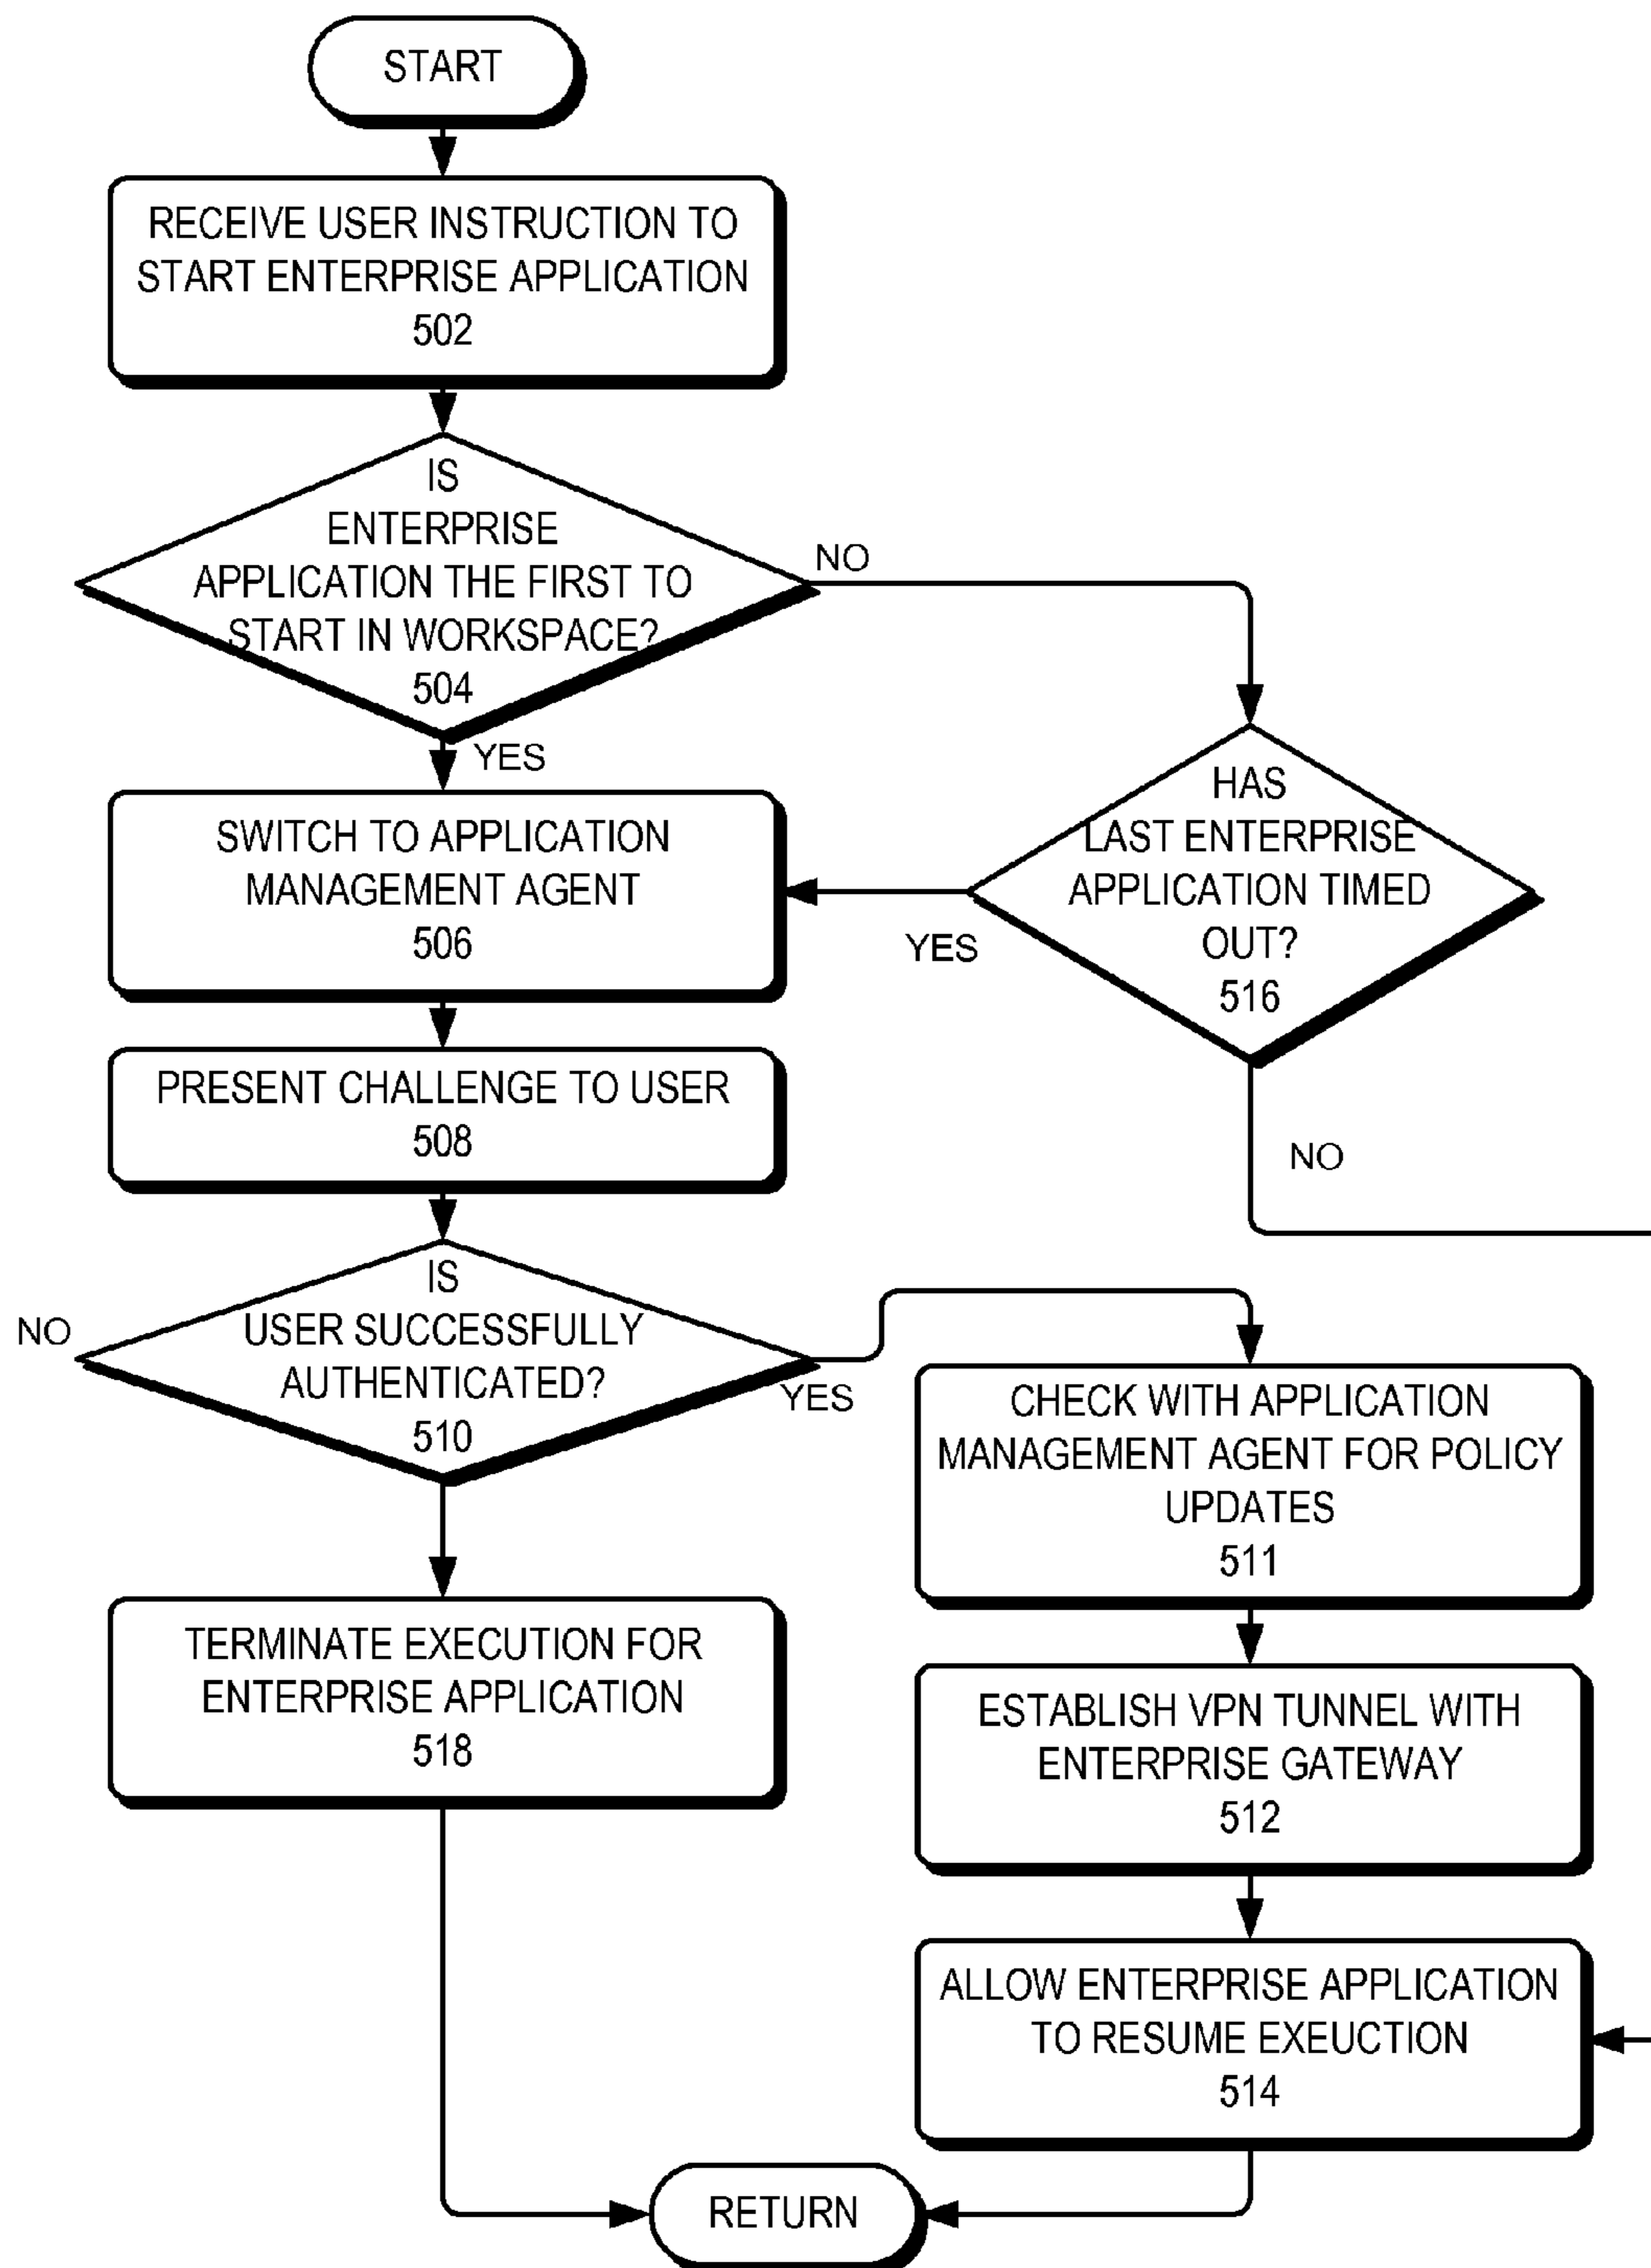 START
RECEIVE USER INSTRUCTION TO
START ENTERPRISE APPLICATION
502
IS
ENTERPRISE
APPLICATION THE FIRST TO
START IN WORKSPACE?
504
NO
YES
HAS
LAST ENTERPRISE
APPLICATION TIMED
OUT?
516
YES
NO
SWITCH TO APPLICATION
MANAGEMENT AGENT
506
PRESENT CHALLENGE TO USER
508
IS
USER SUCCESSFULLY
AUTHENTICATED?
510
NO
YES
CHECK WITH APPLICATION
MANAGEMENT AGENT FOR POLICY
UPDATES
511
TERMINATE EXECUTION FOR
ENTERPRISE APPLICATION
518
ESTABLISH VPN TUNNEL WITH
ENTERPRISE GATEWAY
512
ALLOW ENTERPRISE APPLICATION
TO RESUME EXEUCTION
514
RETURN